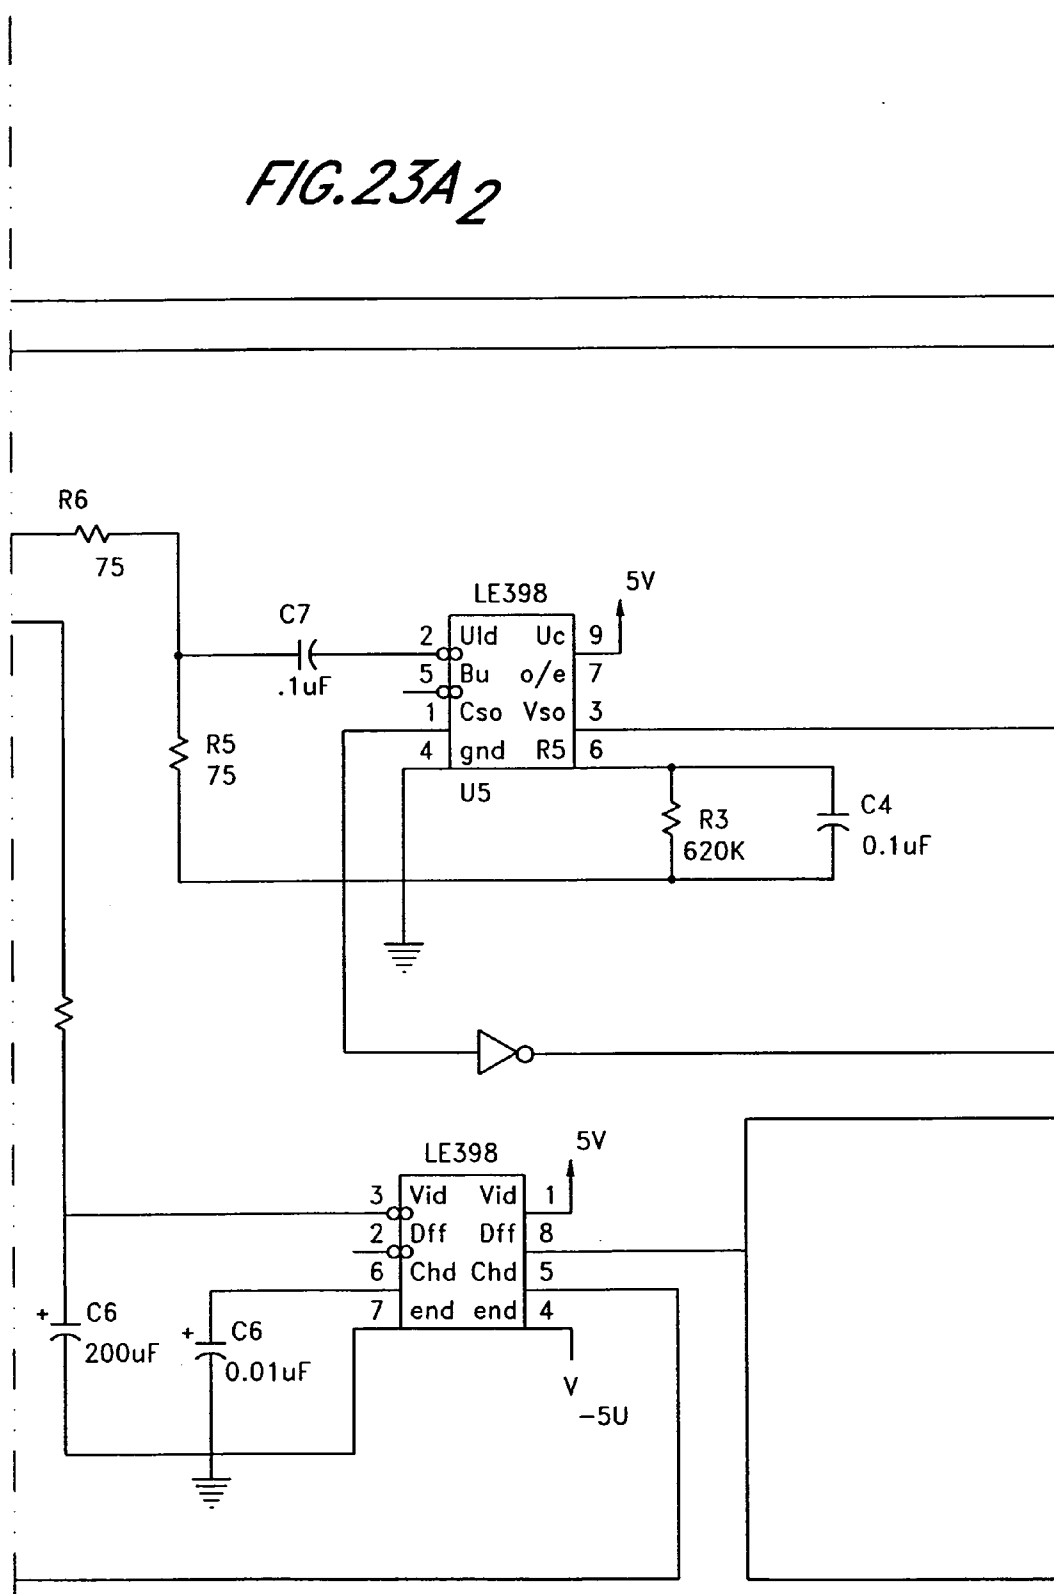 FIG.23A2
R6
75
C7
.1uF
R5
75
LE398
5V
2 Uld Uc 9
5 Bu o/e 7
1 Cso Vso 3
4 gnd R5 6
U5
R3
620K
C4
0.1uF
LE398
5V
3 Vid Vid 1
2 Dff Dff 8
6 Chd Chd 5
7 end end 4
+ C6
200uF
+ C6
0.01uF
V
-5U